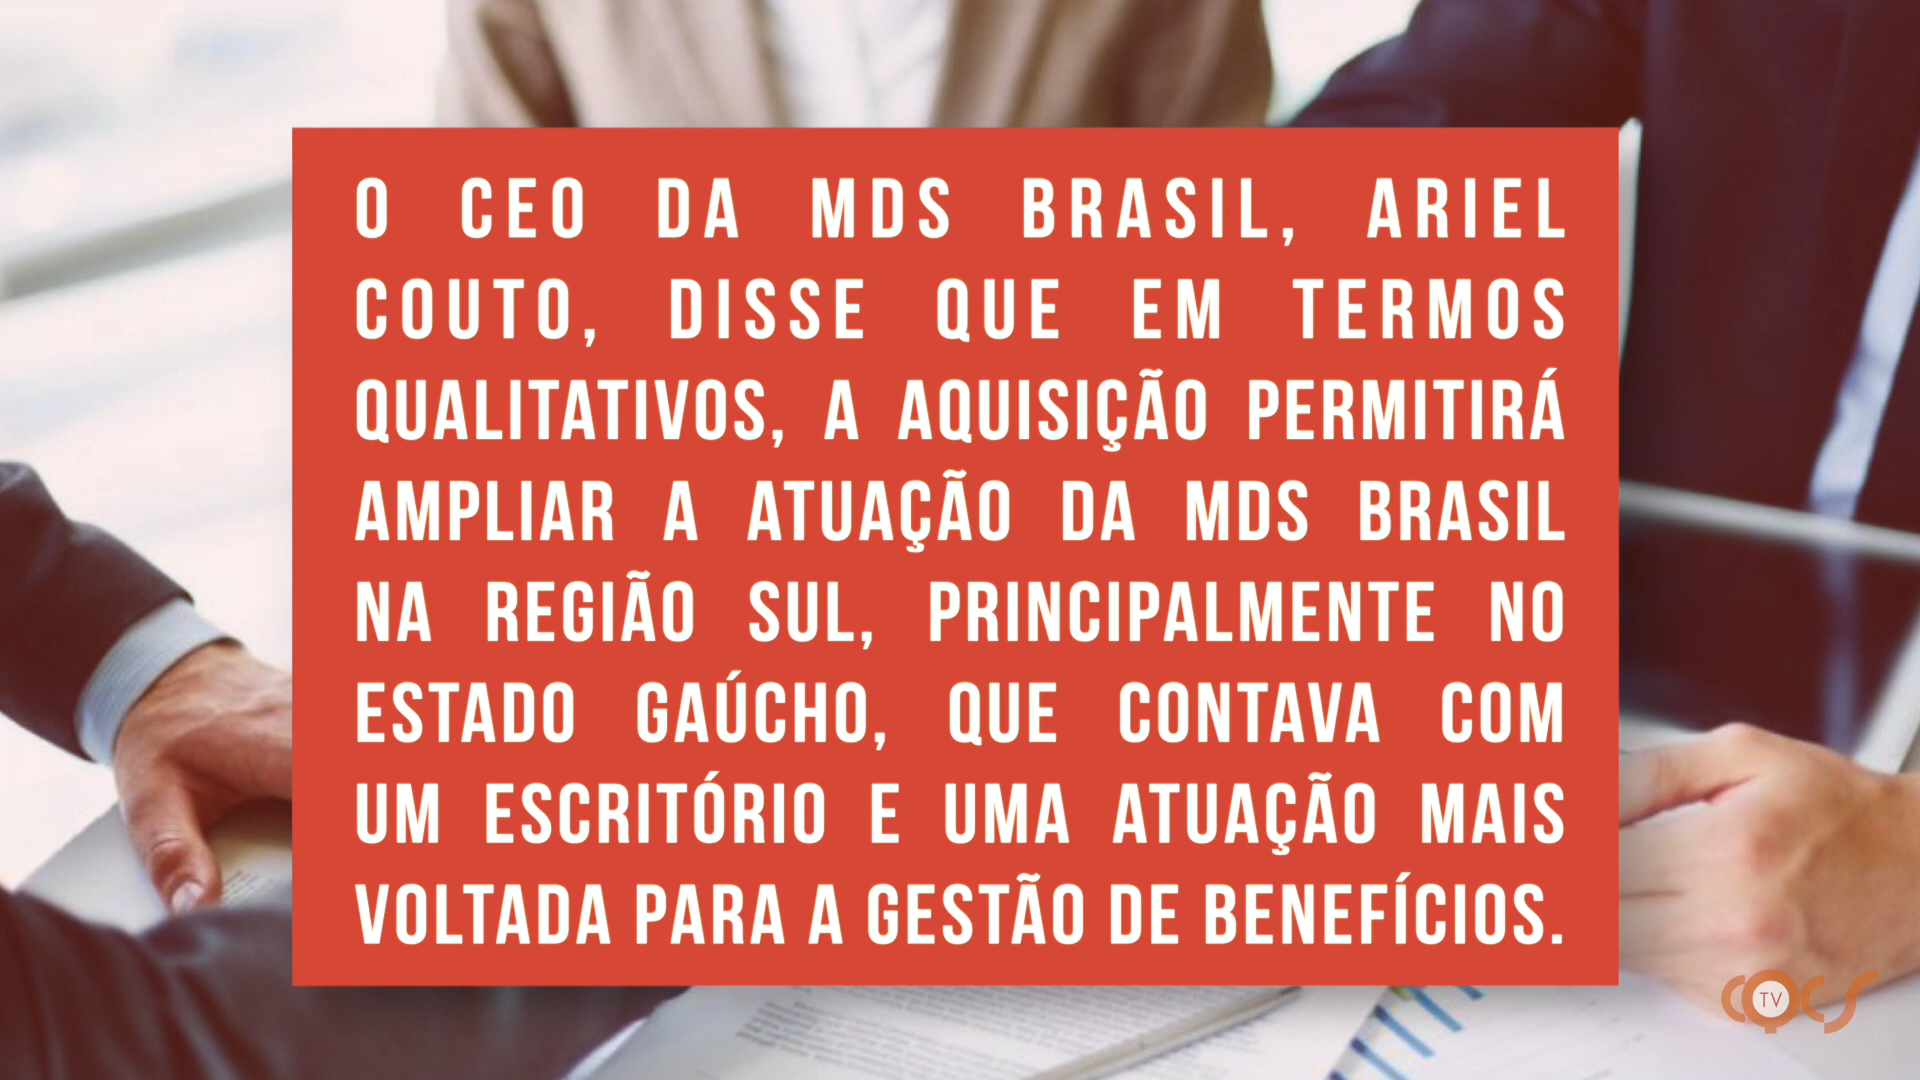 O CEO DA MDS BRASIL, ARIEL
COUTO, DISSE QUE EM TERMOS
QUALITATIVOS, A AQUISIÇÃO PERMITIRÁ
AMPLIAR A ATUAÇÃO DA MDS BRASIL
NA REGIÃO SUL, PRINCIPALMENTE NO
ESTADO GAÚCHO, QUE CONTAVA COM
UM ESCRITÓRIO E UMA ATUAÇÃO MAIS
VOLTADA PARA A GESTÃO DE BENEFÍCIOS.
CQCS
TV